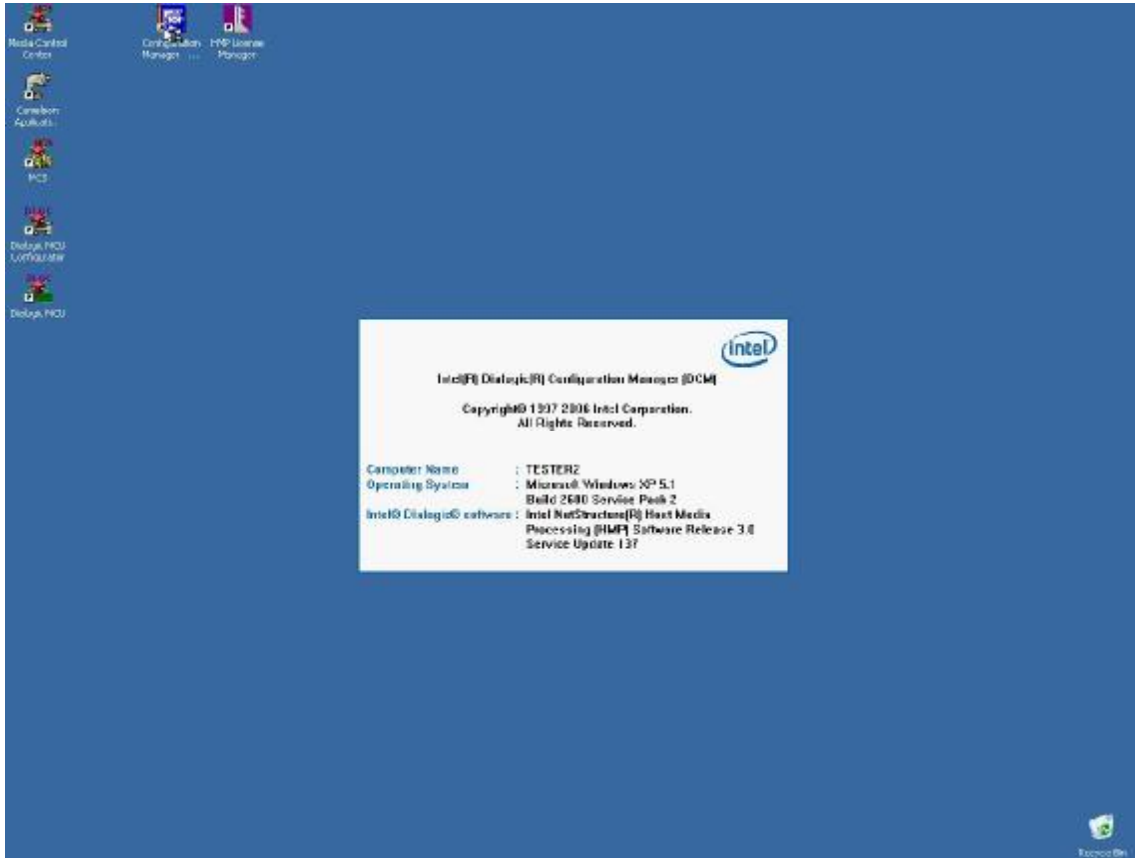 Media Control
Center
Configuration
Manager ...
HMP License
Manager
Camelson
Applicati...
MCS
Dialogic MCU
Configurator
Dialogic MCU
intel
Intel(R) Dialogic(R) Configuration Manager (DCM)
Copyright© 1997 2006 Intel Corporation.
All Rights Reserved.
Computer Name : TESTER2
Operating System : Microsoft Windows XP 5.1
Build 2600 Service Pack 2
Intel® Dialogic® software : Intel NetStructure(R) Host Media
Processing (HMP) Software Release 3.0
Service Update 137
Recycle Bin